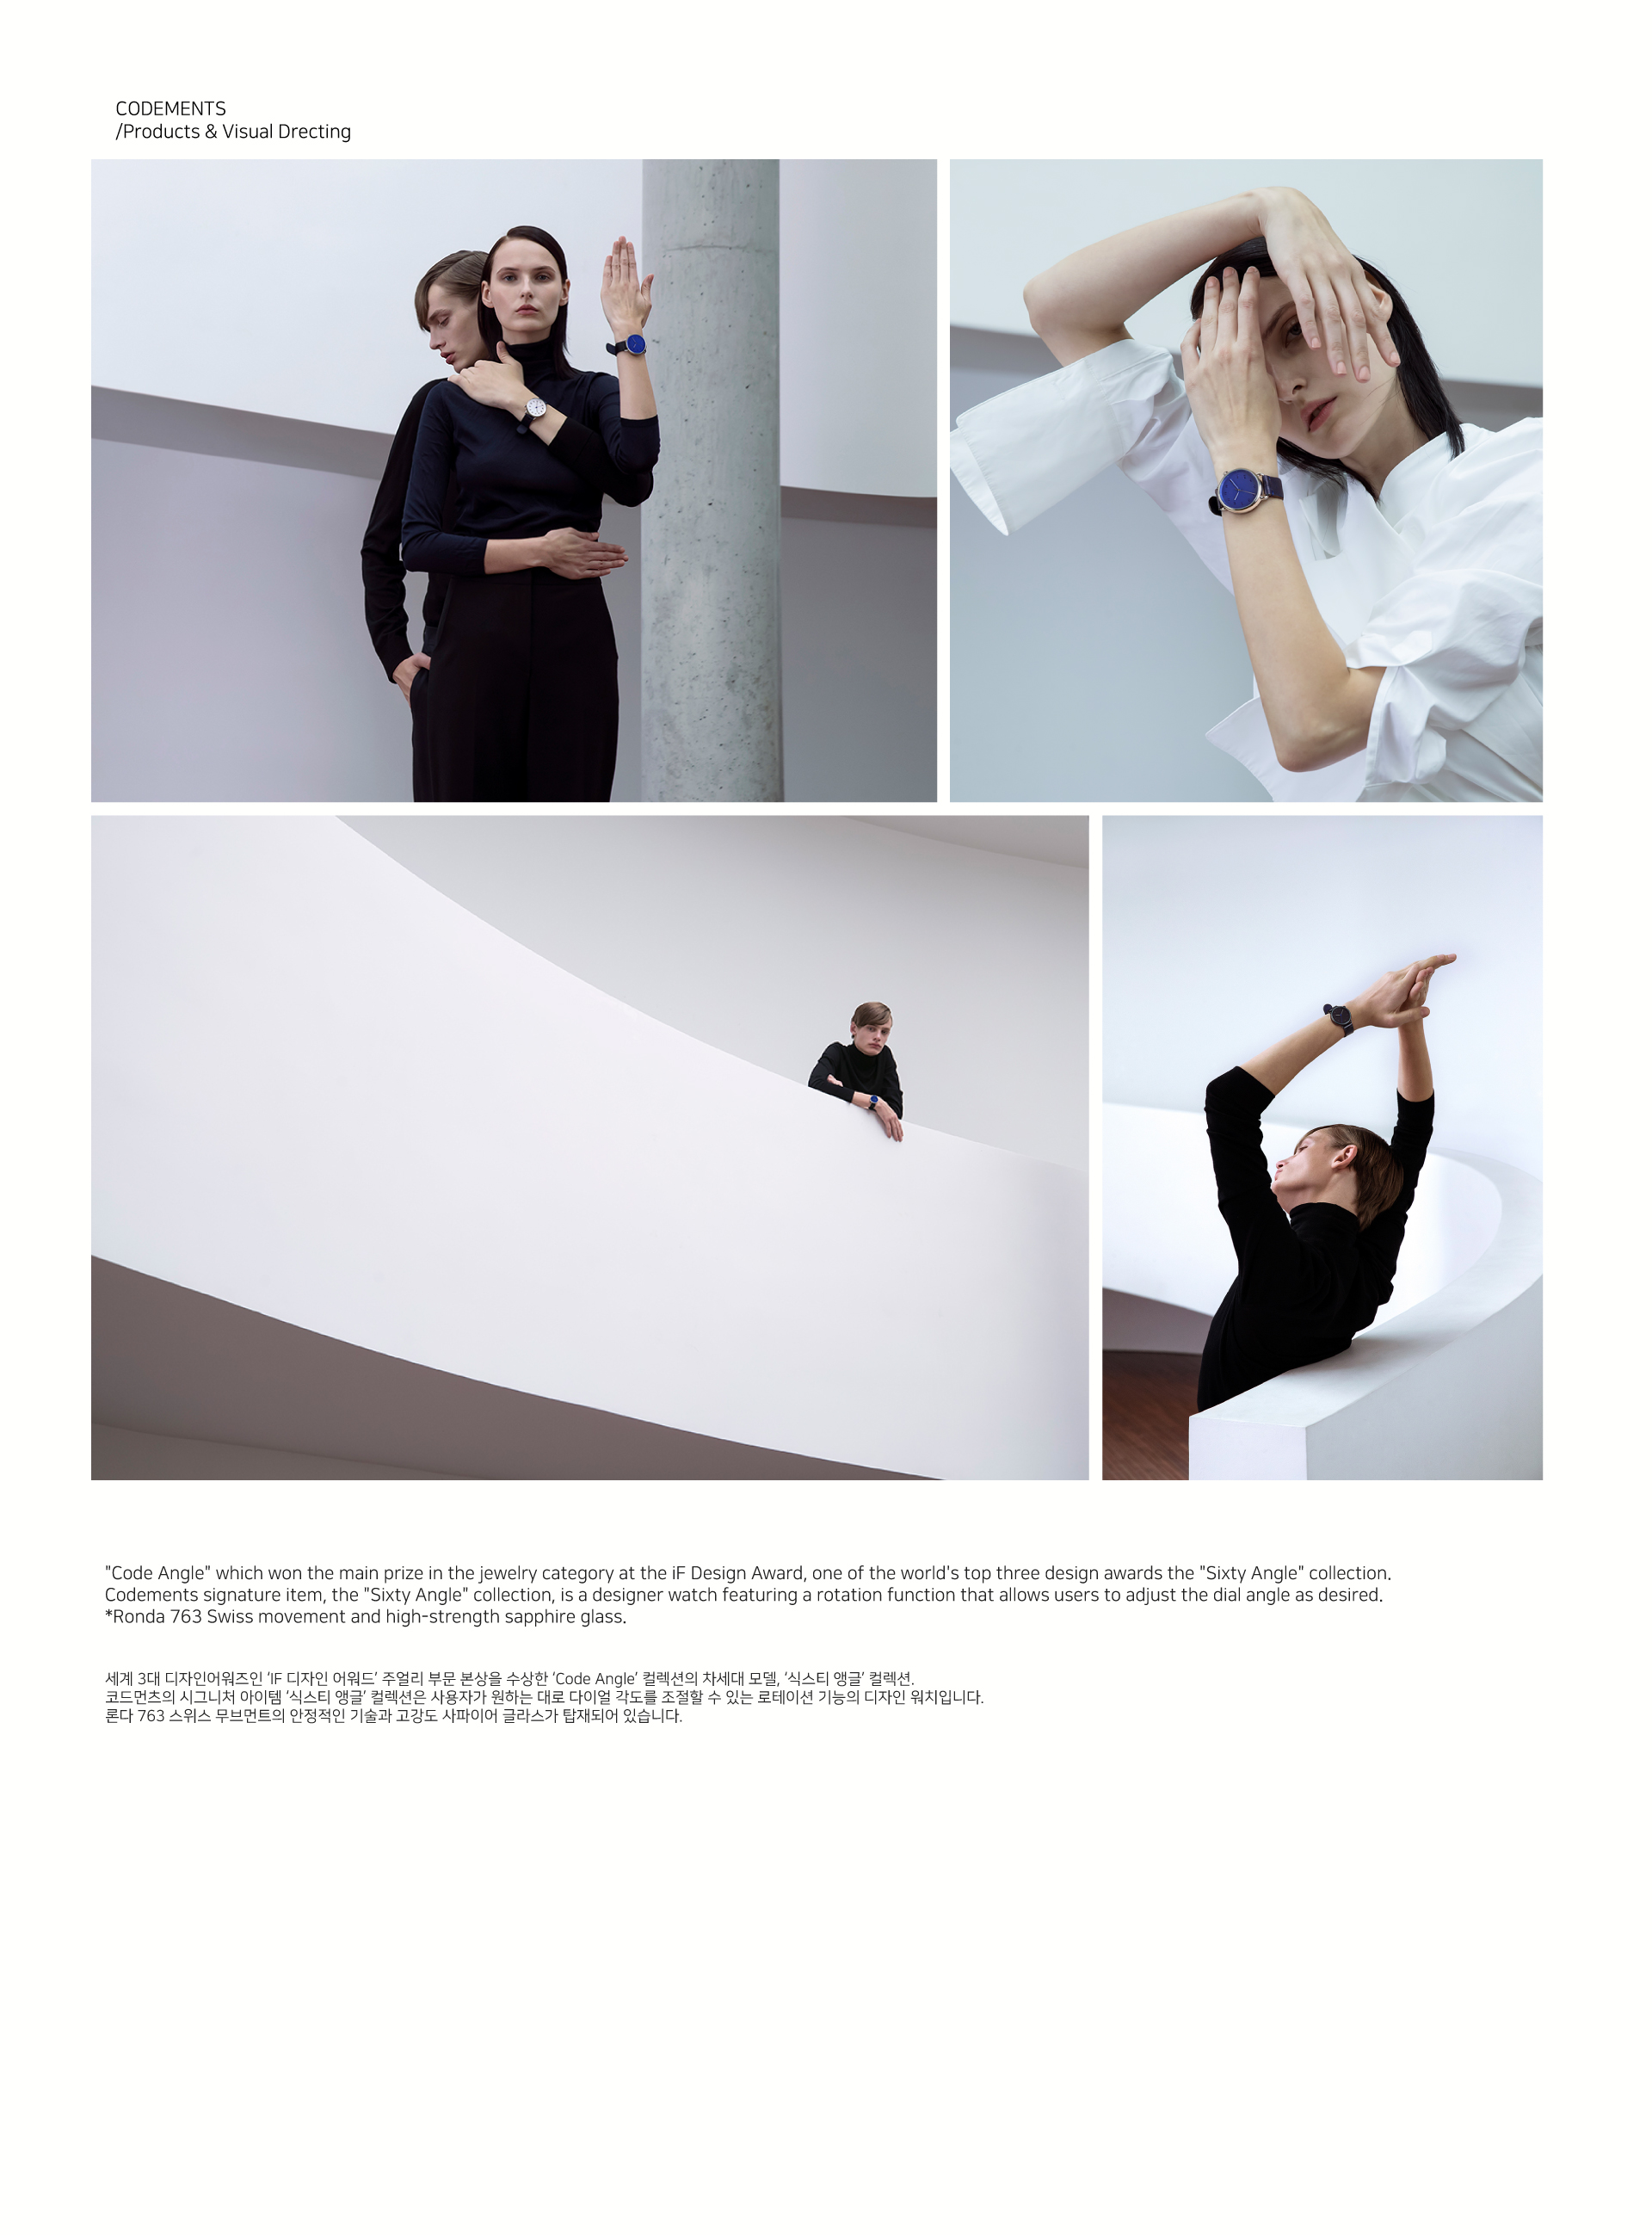 CODEMENTS
/Products & Visual Drecting
"Code Angle" which won the main prize in the jewelry category at the iF Design Award, one of the world's top three design awards the "Sixty Angle" collection.
Codements signature item, the "Sixty Angle" collection, is a designer watch featuring a rotation function that allows users to adjust the dial angle as desired.
*Ronda 763 Swiss movement and high-strength sapphire glass.
세계 3대 디자인어워즈인 ‘IF 디자인 어워드’ 주얼리 부문 본상을 수상한 ‘Code Angle’ 컬렉션의 차세대 모델, ‘식스티 앵글’ 컬렉션.
코드먼츠의 시그니처 아이템 ‘식스티 앵글’ 컬렉션은 사용자가 원하는 대로 다이얼 각도를 조절할 수 있는 로테이션 기능의 디자인 워치입니다.
론다 763 스위스 무브먼트의 안정적인 기술과 고강도 사파이어 글라스가 탑재되어 있습니다.